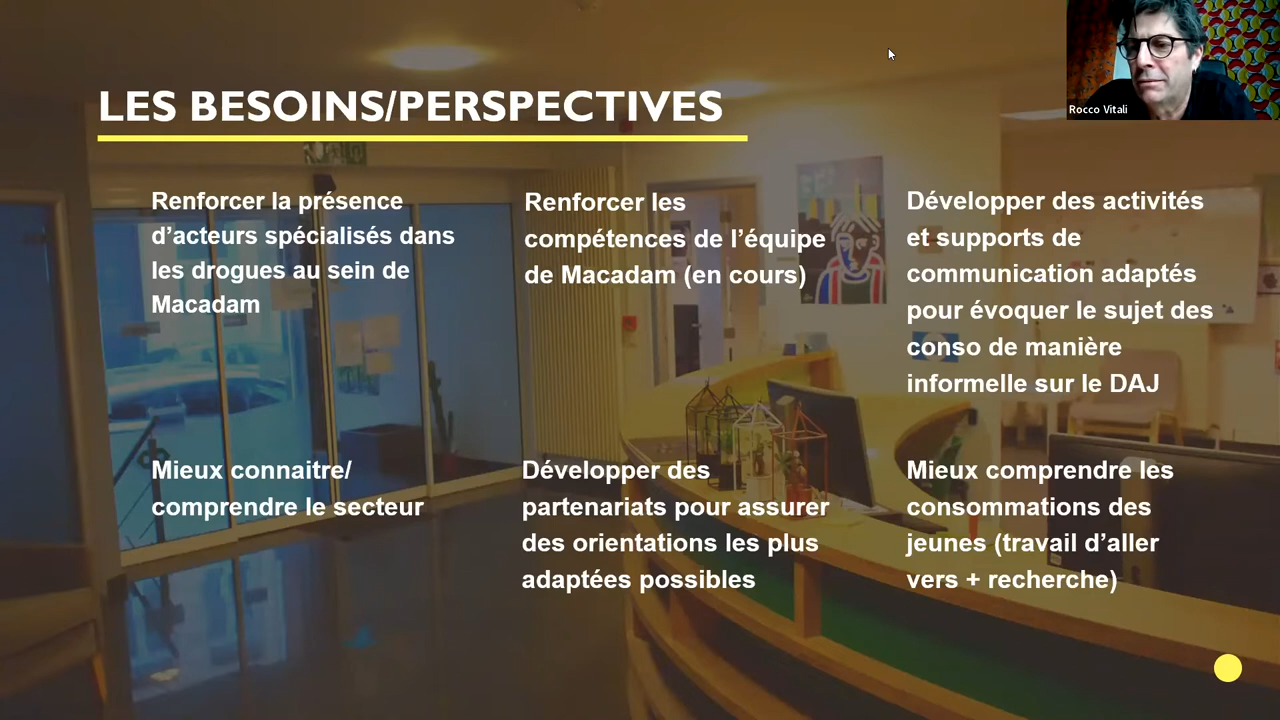 LES BESOINS/PERSPECTIVES
Rocco Vitali
Renforcer la présence
d’acteurs spécialisés dans
les drogues au sein de
Macadam
Renforcer les
compétences de l’équipe
de Macadam (en cours)
Développer des activités
et supports de
communication adaptés
pour évoquer le sujet des
conso de manière
informelle sur le DAJ
Mieux connaitre/
comprendre le secteur
Développer des
partenariats pour assurer
des orientations les plus
adaptées possibles
Mieux comprendre les
consommations des
jeunes (travail d’aller
vers + recherche)